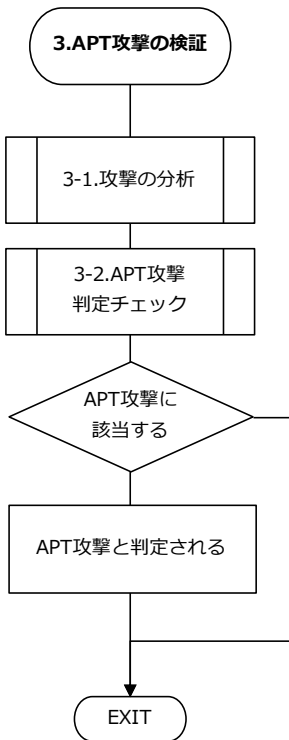 3.APT攻撃の検証
3-1.攻撃の分析
3-2.APT攻撃
判定チェック
APT攻撃に
該当する
APT攻撃と判定される
EXIT